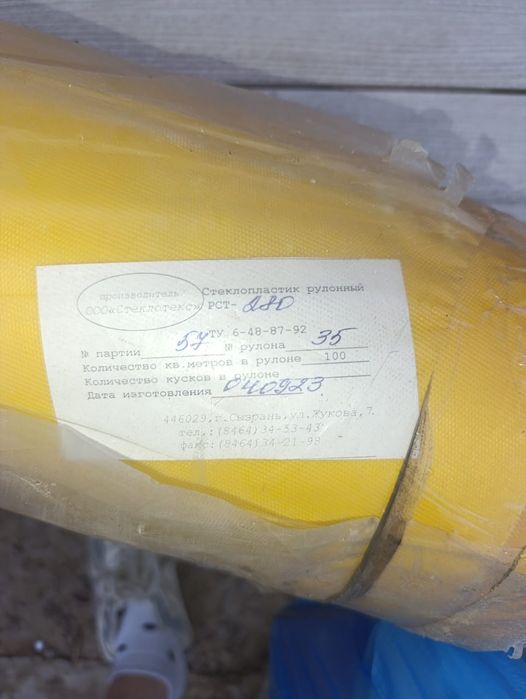 Стеклопластик рулонный
производитель
ООО«Стеклотекс» РСТ- 280
ТУ 6-48-87-92
№ партии 57 № рулона 35
Количество кв.метров в рулоне 100
Количество кусков в рулоне
Дата изготовления 040923
446029,г.Сызрань,ул.Жукова,7.
тел.:(8464)34-53-43
факс:(8464)34-21-98